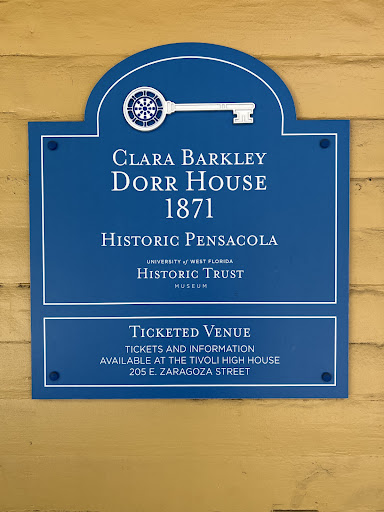 Clara Barkley
Dorr House
1871
Historic Pensacola
UNIVERSITY of WEST FLORIDA
Historic Trust
MUSEUM
Ticketed Venue
TICKETS AND INFORMATION
AVAILABLE AT THE TIVOLI HIGH HOUSE
205 E. ZARAGOZA STREET